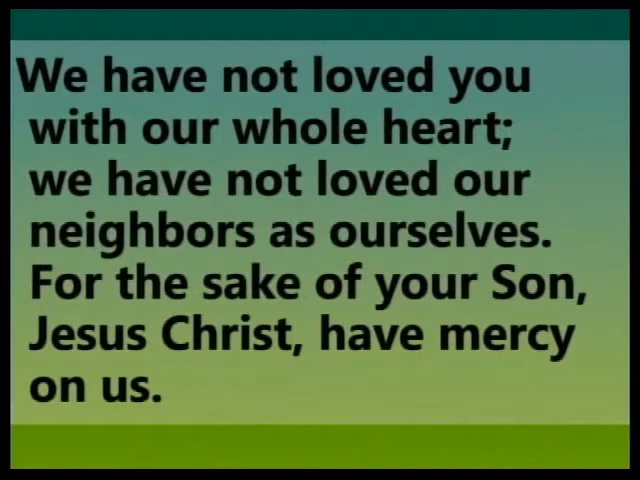 We have not loved you
with our whole heart;
we have not loved our
neighbors as ourselves.
For the sake of your Son,
Jesus Christ, have mercy
on us.